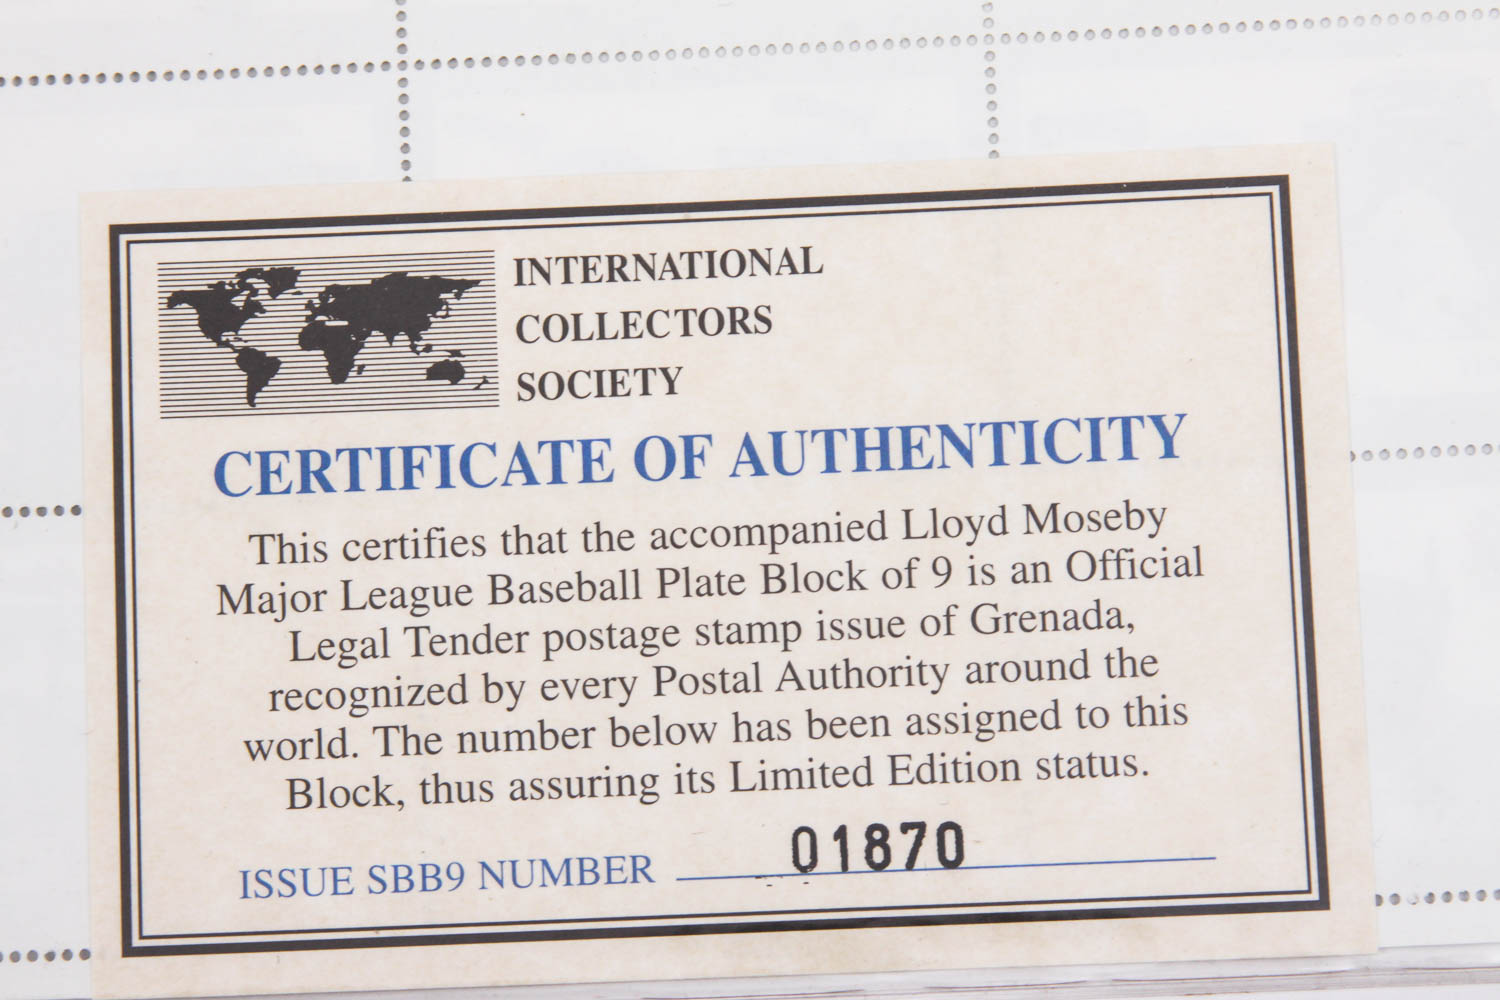 INTERNATIONAL
COLLECTORS
SOCIETY
CERTIFICATE OF AUTHENTICITY
This certifies that the accompanied Lloyd Moseby
Major League Baseball Plate Block of 9 is an Official
Legal Tender postage stamp issue of Grenada,
recognized by every Postal Authority around the
world. The number below has been assigned to this
Block, thus assuring its Limited Edition status.
ISSUE SBB9 NUMBER 01870